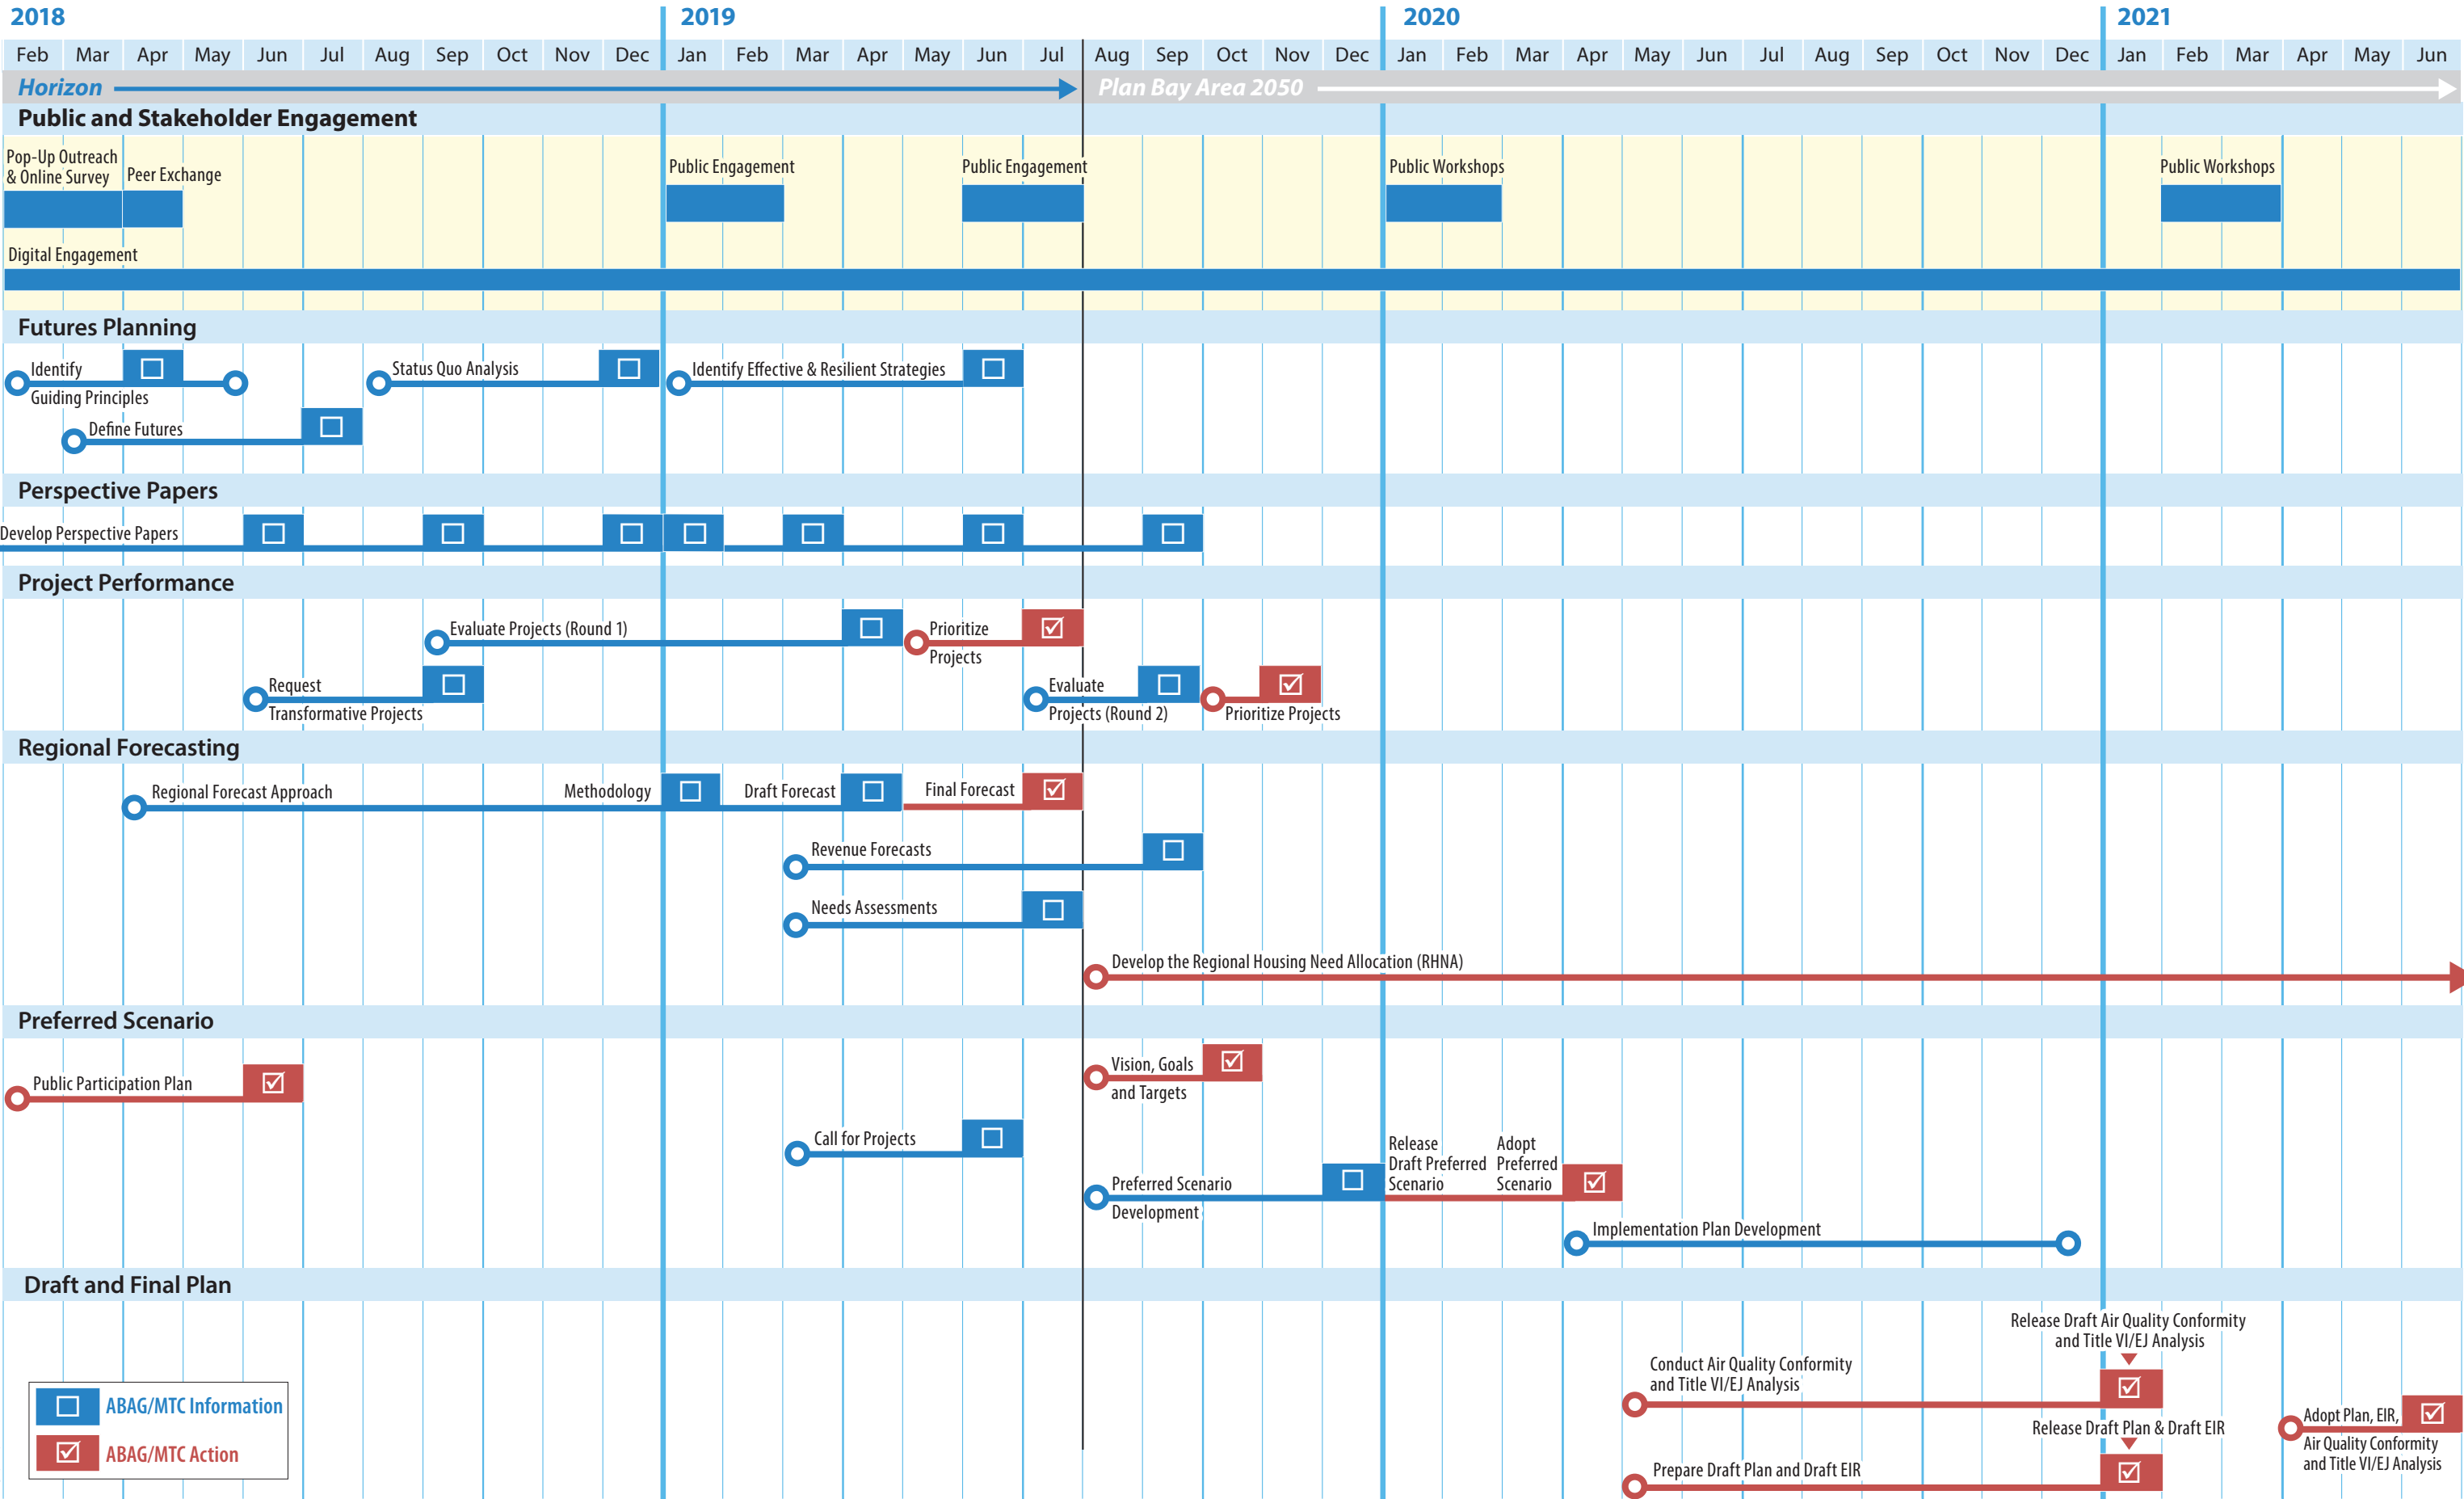 2018 2019 2020 2021
Feb Mar Apr May Jun Jul Aug Sep Oct Nov Dec Jan Feb Mar Apr May Jun Jul Aug Sep Oct Nov Dec Jan Feb Mar Apr May Jun Jul Aug Sep Oct Nov Dec Jan Feb Mar Apr May Jun
Horizon Plan Bay Area 2050
Public and Stakeholder Engagement
Pop-Up Outreach
& Online Survey
Peer Exchange
Public Engagement
Public Engagement
Public Workshops
Public Workshops
Digital Engagement
Futures Planning
Identify
Guiding Principles
Status Quo Analysis
Identify Effective & Resilient Strategies
Define Futures
Perspective Papers
Develop Perspective Papers
Project Performance
Evaluate Projects (Round 1)
Prioritize
Projects
Request
Transformative Projects
Evaluate
Projects (Round 2)
Prioritize Projects
Regional Forecasting
Regional Forecast Approach
Methodology
Draft Forecast
Final Forecast
Revenue Forecasts
Needs Assessments
Develop the Regional Housing Need Allocation (RHNA)
Preferred Scenario
Public Participation Plan
Vision, Goals
and Targets
Call for Projects
Preferred Scenario
Development
Release
Draft Preferred
Scenario
Adopt
Preferred
Scenario
Implementation Plan Development
Draft and Final Plan
Release Draft Air Quality Conformity
and Title VI/EJ Analysis
Conduct Air Quality Conformity
and Title VI/EJ Analysis
Release Draft Plan & Draft EIR
Prepare Draft Plan and Draft EIR
Adopt Plan, EIR,
Air Quality Conformity
and Title VI/EJ Analysis
ABAG/MTC Information
ABAG/MTC Action